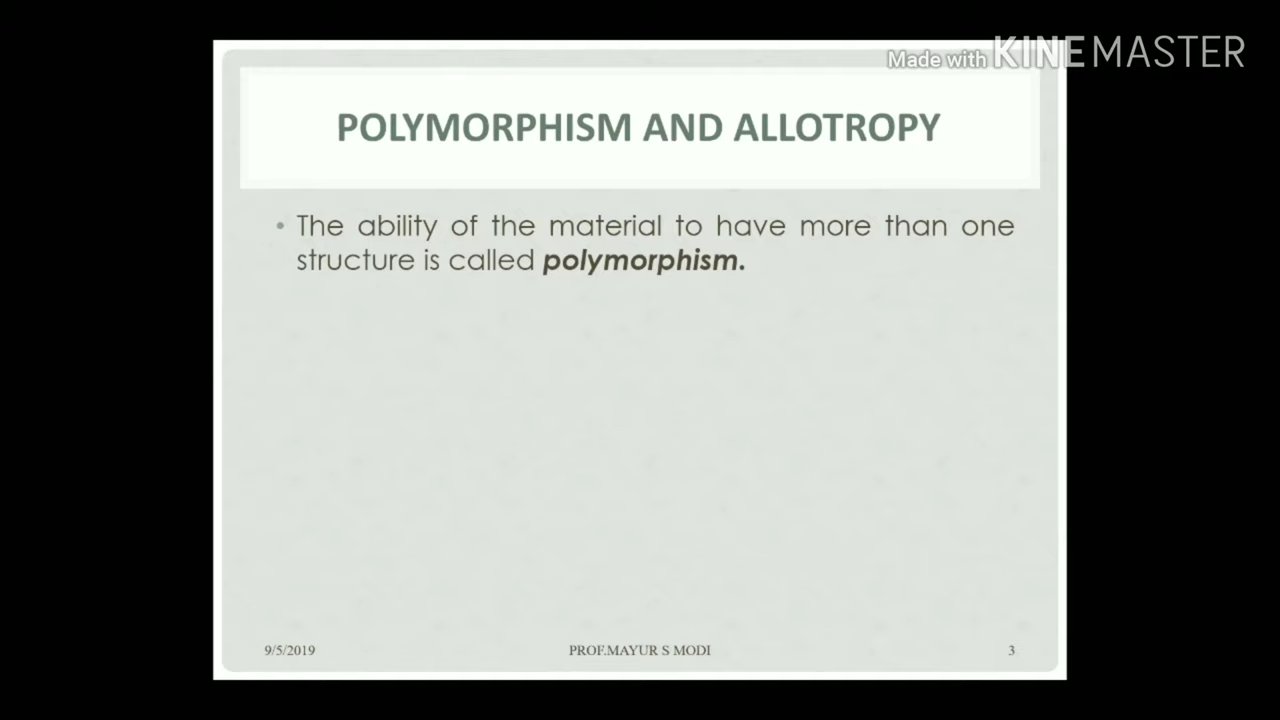 Made with KINEMASTER
POLYMORPHISM AND ALLOTROPY
• The ability of the material to have more than one
structure is called polymorphism.
9/5/2019 PROF.MAYUR S MODI 3